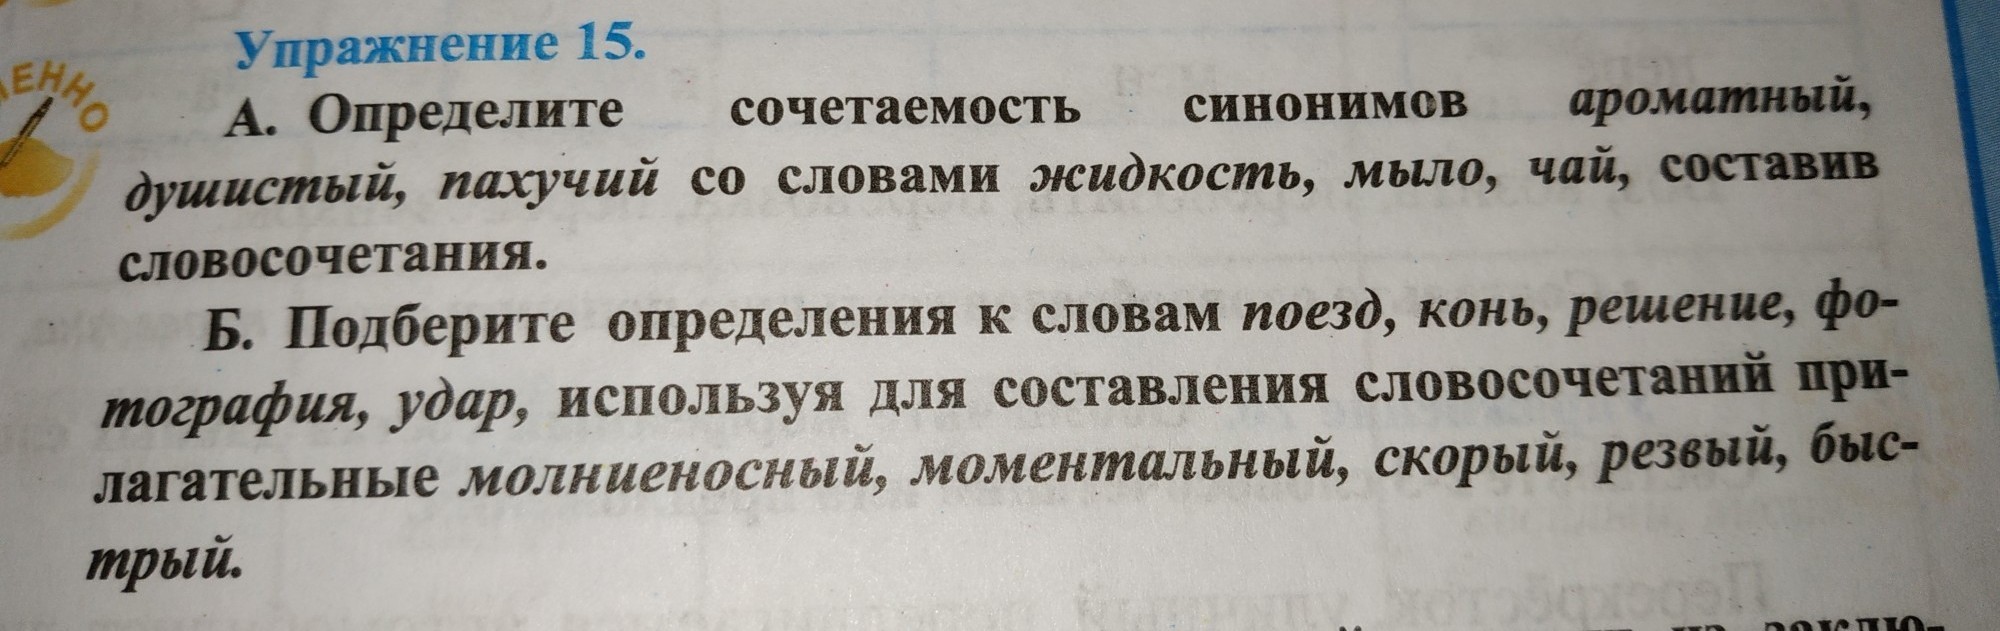 Упражнение 15.
ЕННО
А. Определите сочетаемость синонимов ароматный,
душистый, пахучий со словами жидкость, мыло, чай, составив
словосочетания.
Б. Подберите определения к словам поезд, конь, решение, фо-
тография, удар, используя для составления словосочетаний при-
лагательные молниеносный, моментальный, скорый, резвый, быс-
трый.